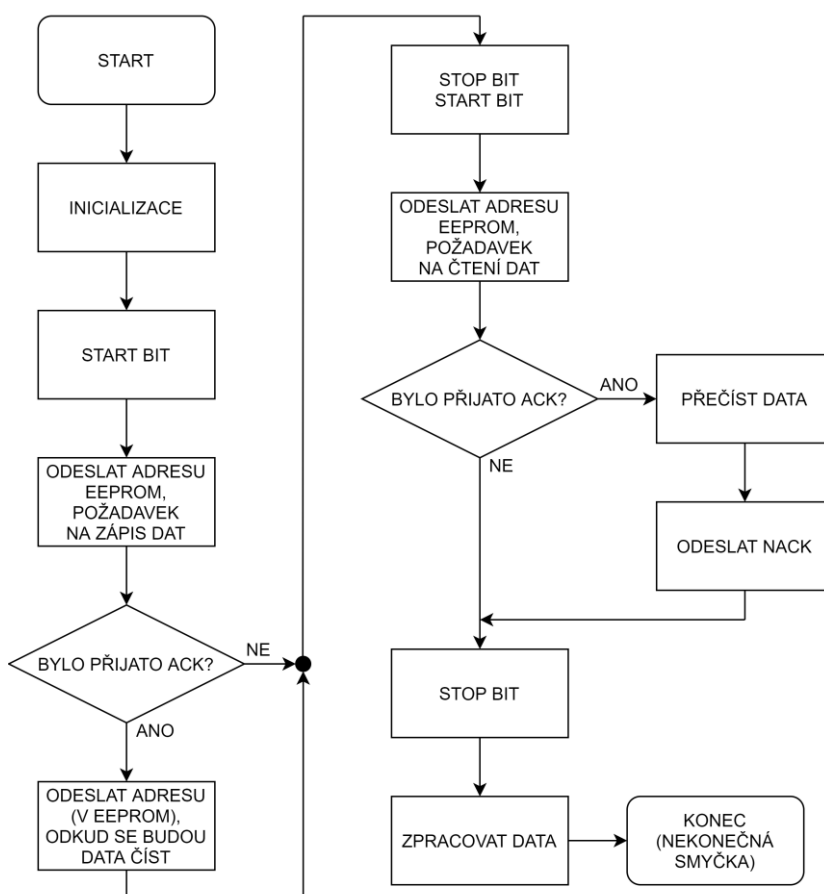 START
INICIALIZACE
START BIT
ODESLAT ADRESU
EEPROM,
POŽADAVEK
NA ZÁPIS DAT
BYLO PŘIJATO ACK?
NE
ANO
ODESLAT ADRESU
(V EEPROM),
ODKUD SE BUDOU
DATA ČÍST
STOP BIT
START BIT
ODESLAT ADRESU
EEPROM,
POŽADAVEK
NA ČTENÍ DAT
BYLO PŘIJATO ACK?
ANO
NE
PŘEČÍST DATA
ODESLAT NACK
STOP BIT
ZPRACOVAT DATA
KONEC
(NEKONEČNÁ
SMYČKA)